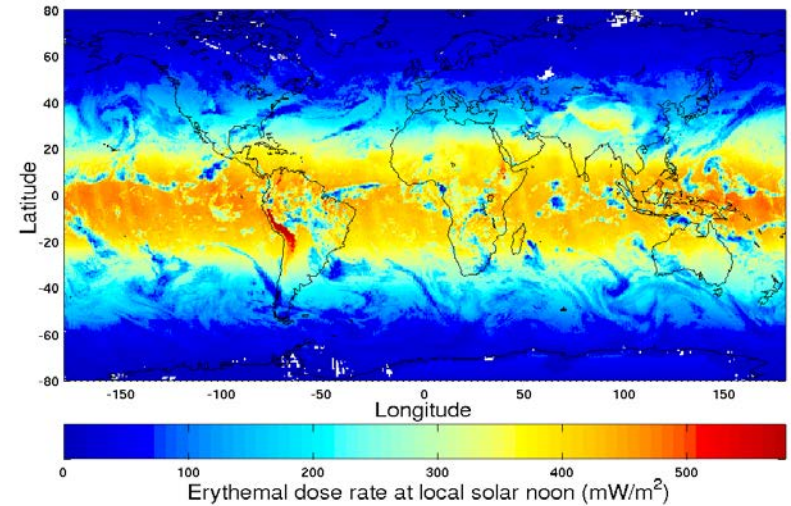 80
60
40
20
0
-20
-40
-60
-80
Latitude
-150 -100 -50 0 50 100 150
Longitude
0 100 200 300 400 500
Erythemal dose rate at local solar noon (mW/m²)